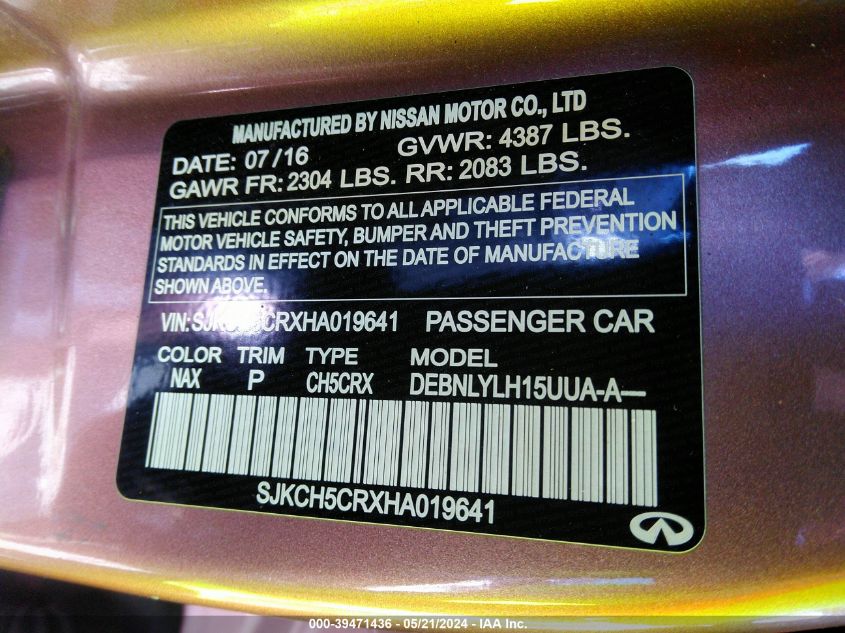 MANUFACTURED BY NISSAN MOTOR CO., LTD
DATE: 07/16 GVWR: 4387 LBS.
GAWR FR: 2304 LBS. RR: 2083 LBS.
THIS VEHICLE CONFORMS TO ALL APPLICABLE FEDERAL
MOTOR VEHICLE SAFETY, BUMPER AND THEFT PREVENTION
STANDARDS IN EFFECT ON THE DATE OF MANUFACTURE
SHOWN ABOVE.
VIN: SJKCH5CRXHA019641 PASSENGER CAR
COLOR TRIM TYPE MODEL
NAX P CH5CRX DEBNLYLH15UUA-A—
SJKCH5CRXHA019641
000-39471436 / 05/21/2024 - IAA Inc.